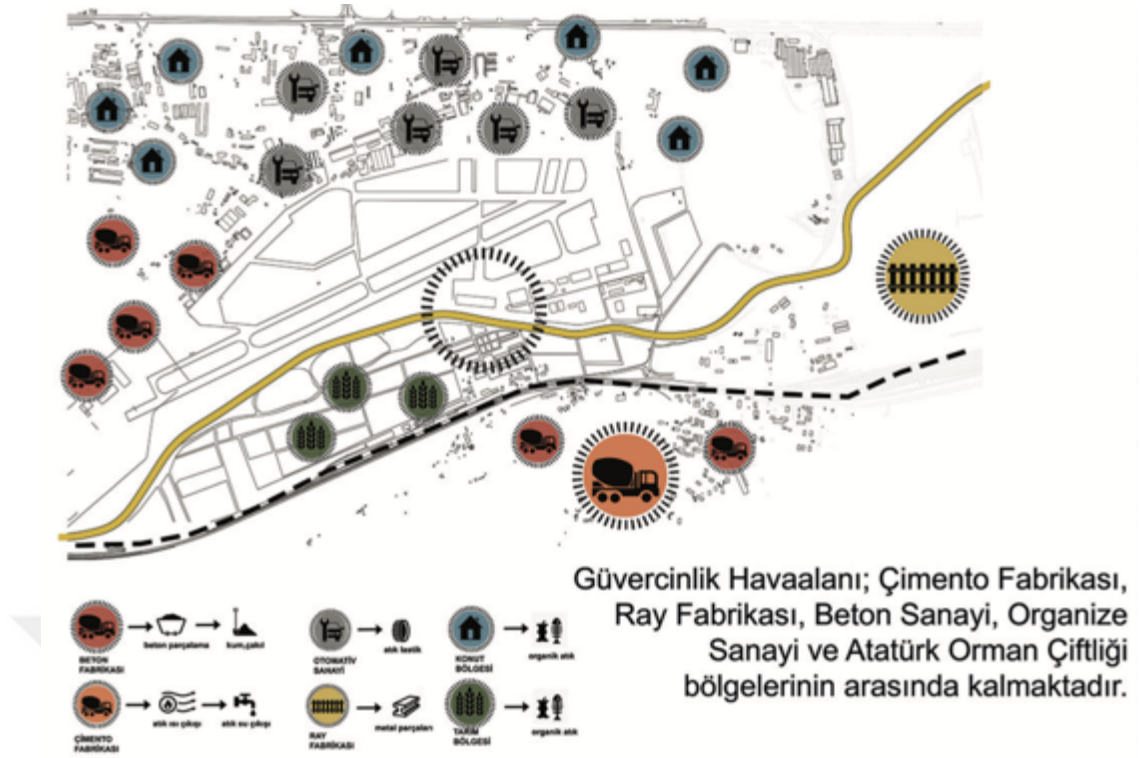 Güvercinlik Havaalanı; Çimento Fabrikası,
Ray Fabrikası, Beton Sanayi, Organize
Sanayi ve Atatürk Orman Çiftliği
bölgelerinin arasında kalmaktadır.
BETON
FABRİKASI
beton parçalama
kum,çakıl
OTOMATİV
SANAYİ
atık lastik
KONUT
BÖLGESİ
organik atık
ÇİMENTO
FABRİKASI
atık ısı çıkışı
atık su çıkışı
RAY
FABRİKASI
metal parçaları
TARIM
BÖLGESİ
organik atık